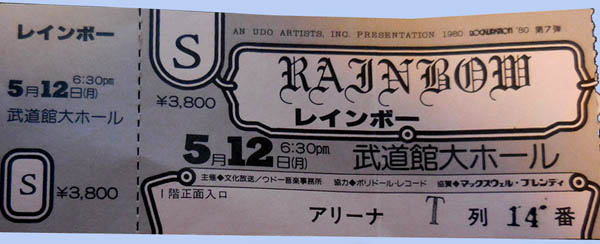 レインボー
5月12日(月) 6:30pm
武道館大ホール
S ¥3,800
S
¥3,800
AN UDO ARTISTS, INC. PRESENTATION 1980 ROCKUPATION '80 第7弾
RAINBOW
レインボー
5月12日(月) 6:30pm 武道館大ホール
主催◆文化放送/ウドー音楽事務所 協力◆ポリドール・レコード 協賛◆マックスウェル・プレンティ
1階正面入口
アリーナ T 列 14 番